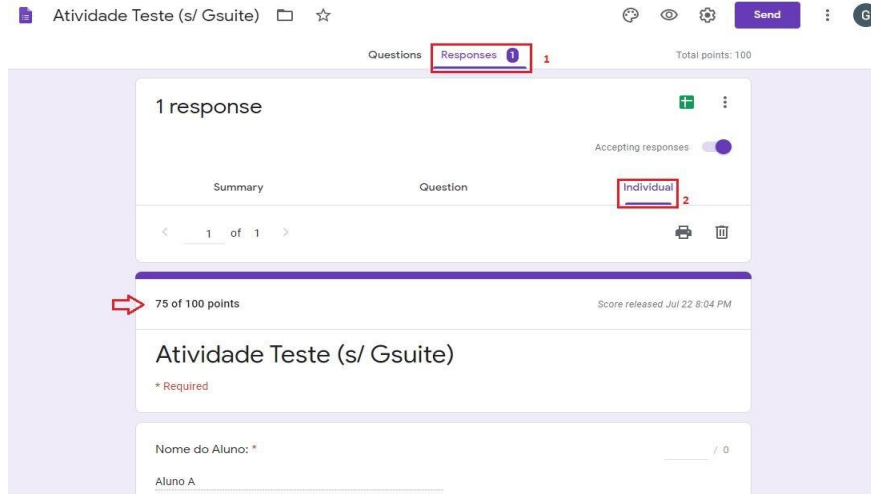 Atividade Teste (s/ Gsuite)
Send
G
Questions
Responses 1
1
Total points: 100
1 response
Accepting responses
Summary
Question
Individual
2
1 of 1
75 of 100 points
Score released Jul 22 8:04 PM
Atividade Teste (s/ Gsuite)
* Required
Nome do Aluno: *
/ 0
Aluno A